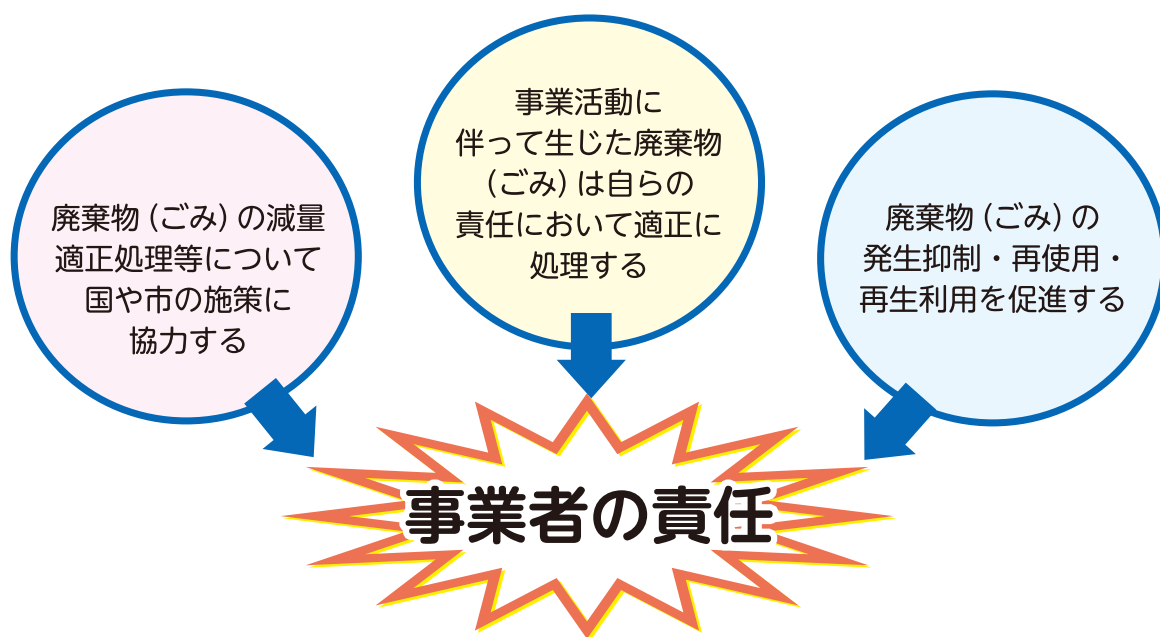 廃棄物（ごみ）の減量
適正処理等について
国や市の施策に
協力する
事業活動に
伴って生じた廃棄物
（ごみ）は自らの
責任において適正に
処理する
廃棄物（ごみ）の
発生抑制・再使用・
再生利用を促進する
事業者の責任